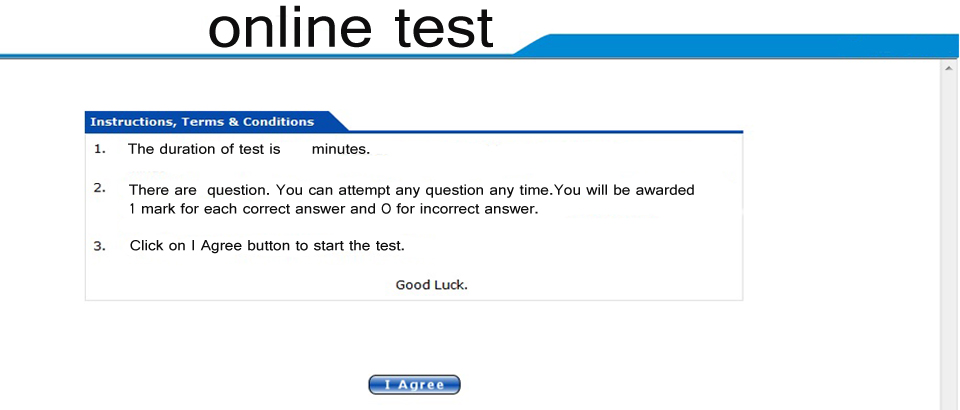 online test
Instructions, Terms & Conditions
1. The duration of test is minutes.
2. There are question. You can attempt any question any time.You will be awarded
1 mark for each correct answer and O for incorrect answer.
3. Click on I Agree button to start the test.
Good Luck.
I Agree